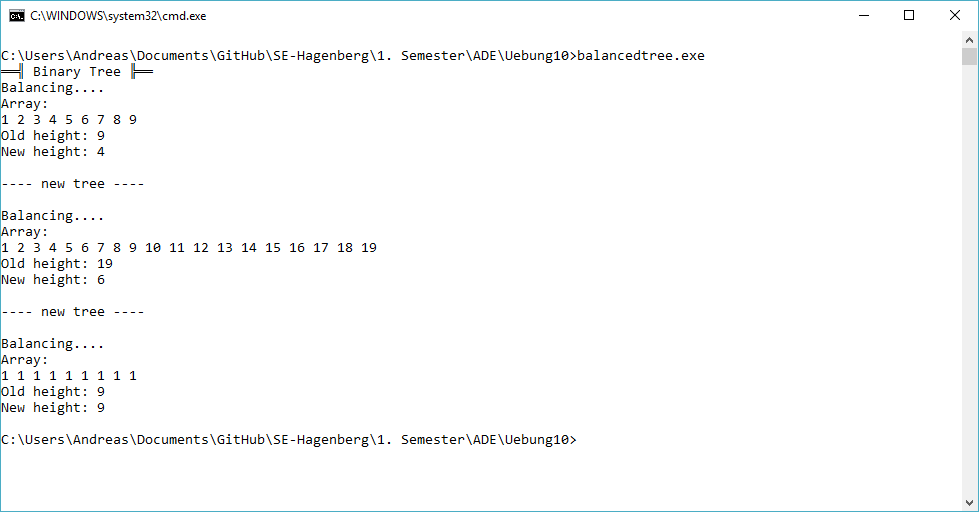 C:\WINDOWS\system32\cmd.exe
C:\Users\Andreas\Documents\GitHub\SE-Hagenberg\1. Semester\ADE\Uebung10>balancedtree.exe
══╣ Binary Tree ╠══
Balancing....
Array:
1 2 3 4 5 6 7 8 9
Old height: 9
New height: 4
---- new tree ----
Balancing....
Array:
1 2 3 4 5 6 7 8 9 10 11 12 13 14 15 16 17 18 19
Old height: 19
New height: 6
---- new tree ----
Balancing....
Array:
1 1 1 1 1 1 1 1 1
Old height: 9
New height: 9
C:\Users\Andreas\Documents\GitHub\SE-Hagenberg\1. Semester\ADE\Uebung10>